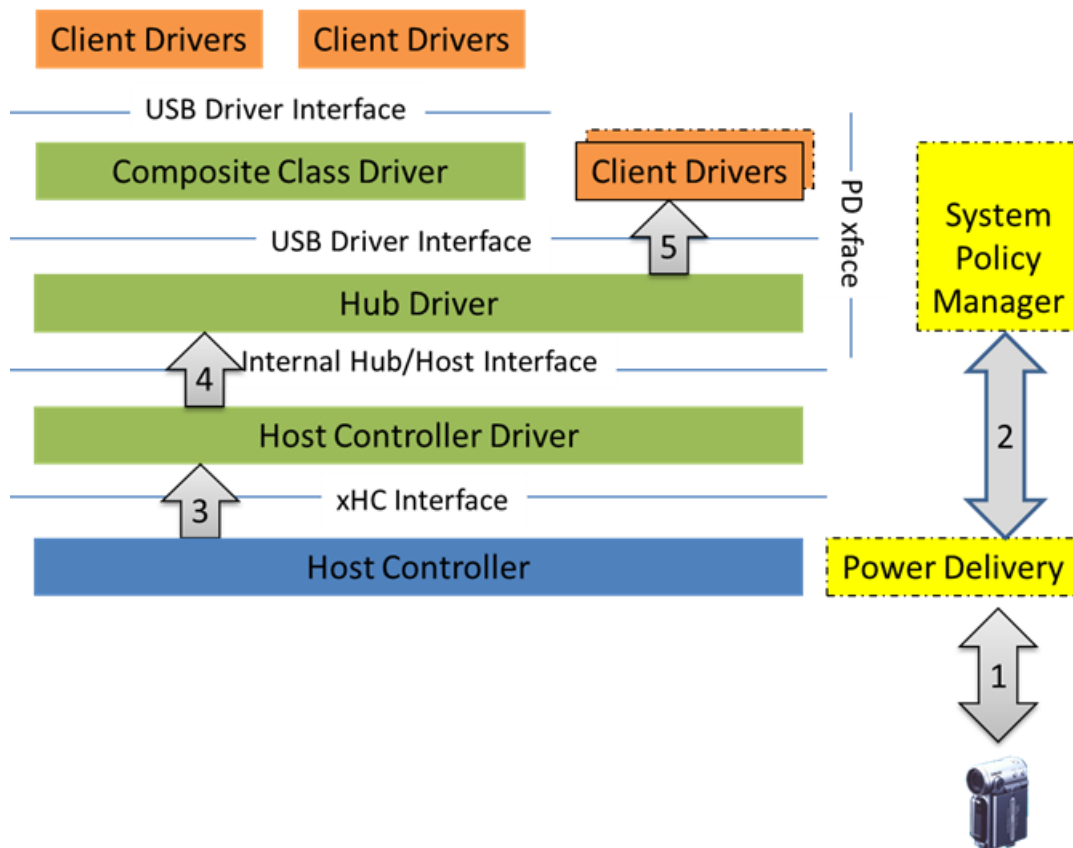 Client Drivers
Client Drivers
USB Driver Interface
Composite Class Driver
Client Drivers
PD xface
System
Policy
Manager
USB Driver Interface
5
Hub Driver
4
Internal Hub/Host Interface
Host Controller Driver
2
3
xHC Interface
Host Controller
Power Delivery
1